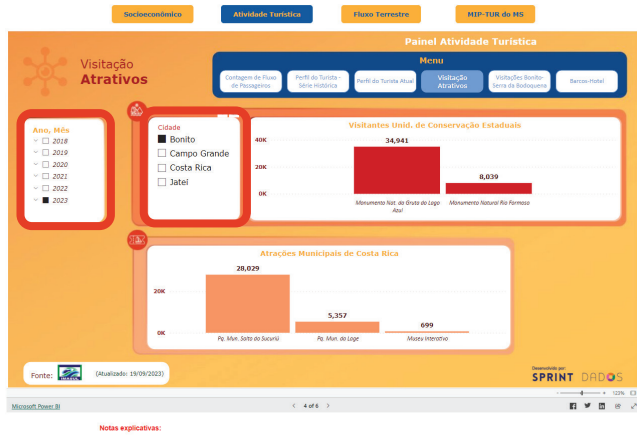 Socioeconômico
Atividade Turística
Fluxo Terrestre
MIP-TUR do MS
Painel Atividade Turística
Visitação
Atrativos
Menu
Contagem de Fluxo
de Passageiros
Perfil do Turista -
Série Histórica
Perfil do Turista Atual
Visitação
Atrativos
Visitações Bonito-
Serra da Bodoquena
Barcos-Hotel
Ano, Mês
2018
2019
2020
2021
2022
2023
Cidade
Bonito
Campo Grande
Costa Rica
Jateí
Visitantes Unid. de Conservação Estaduais
40K
20K
0K
34,941
8,039
Monumento Nat. da Gruta do Lago
Azul
Monumento Natural Rio Formoso
Atrações Municipais de Costa Rica
20K
0K
28,029
5,357
699
Pq. Mun. Salto do Sucuriú
Pq. Mun. da Lage
Museu Interativo
Fonte:
(Atualizado: 19/09/2023)
Desenvolvido por:
SPRINT DADOS
123%
Microsoft Power BI
4 of 6
Notas explicativas: